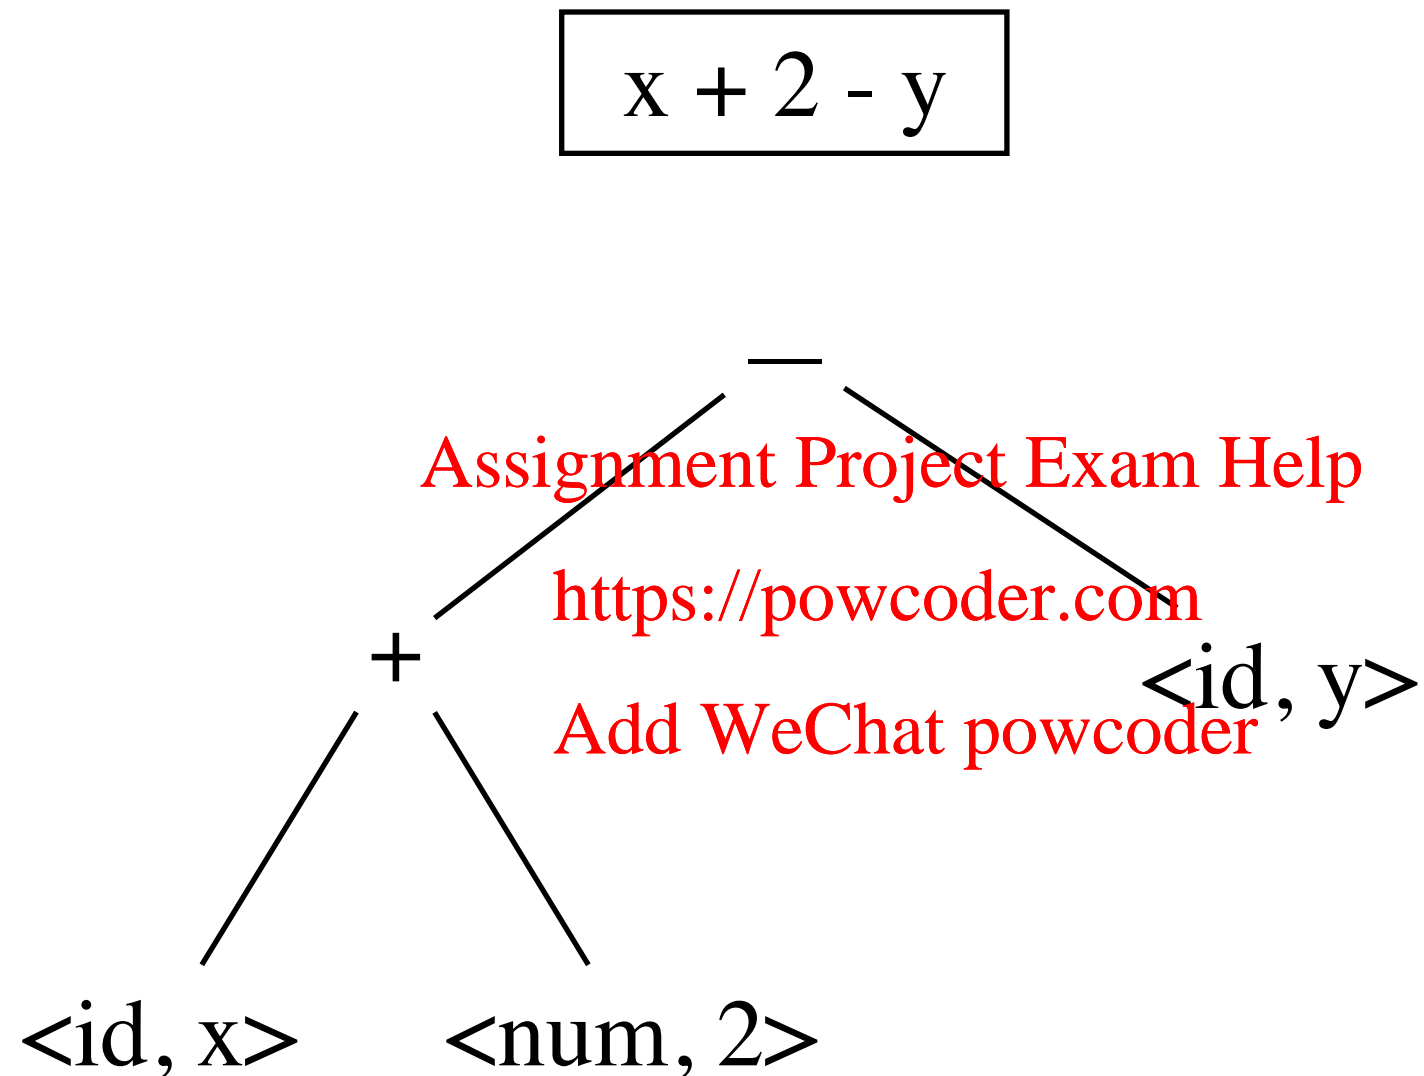 x + 2 - y
—
Assignment Project Exam Help
https://powcoder.com
+
<id, y>
Add WeChat powcoder
<id, x>
<num, 2>